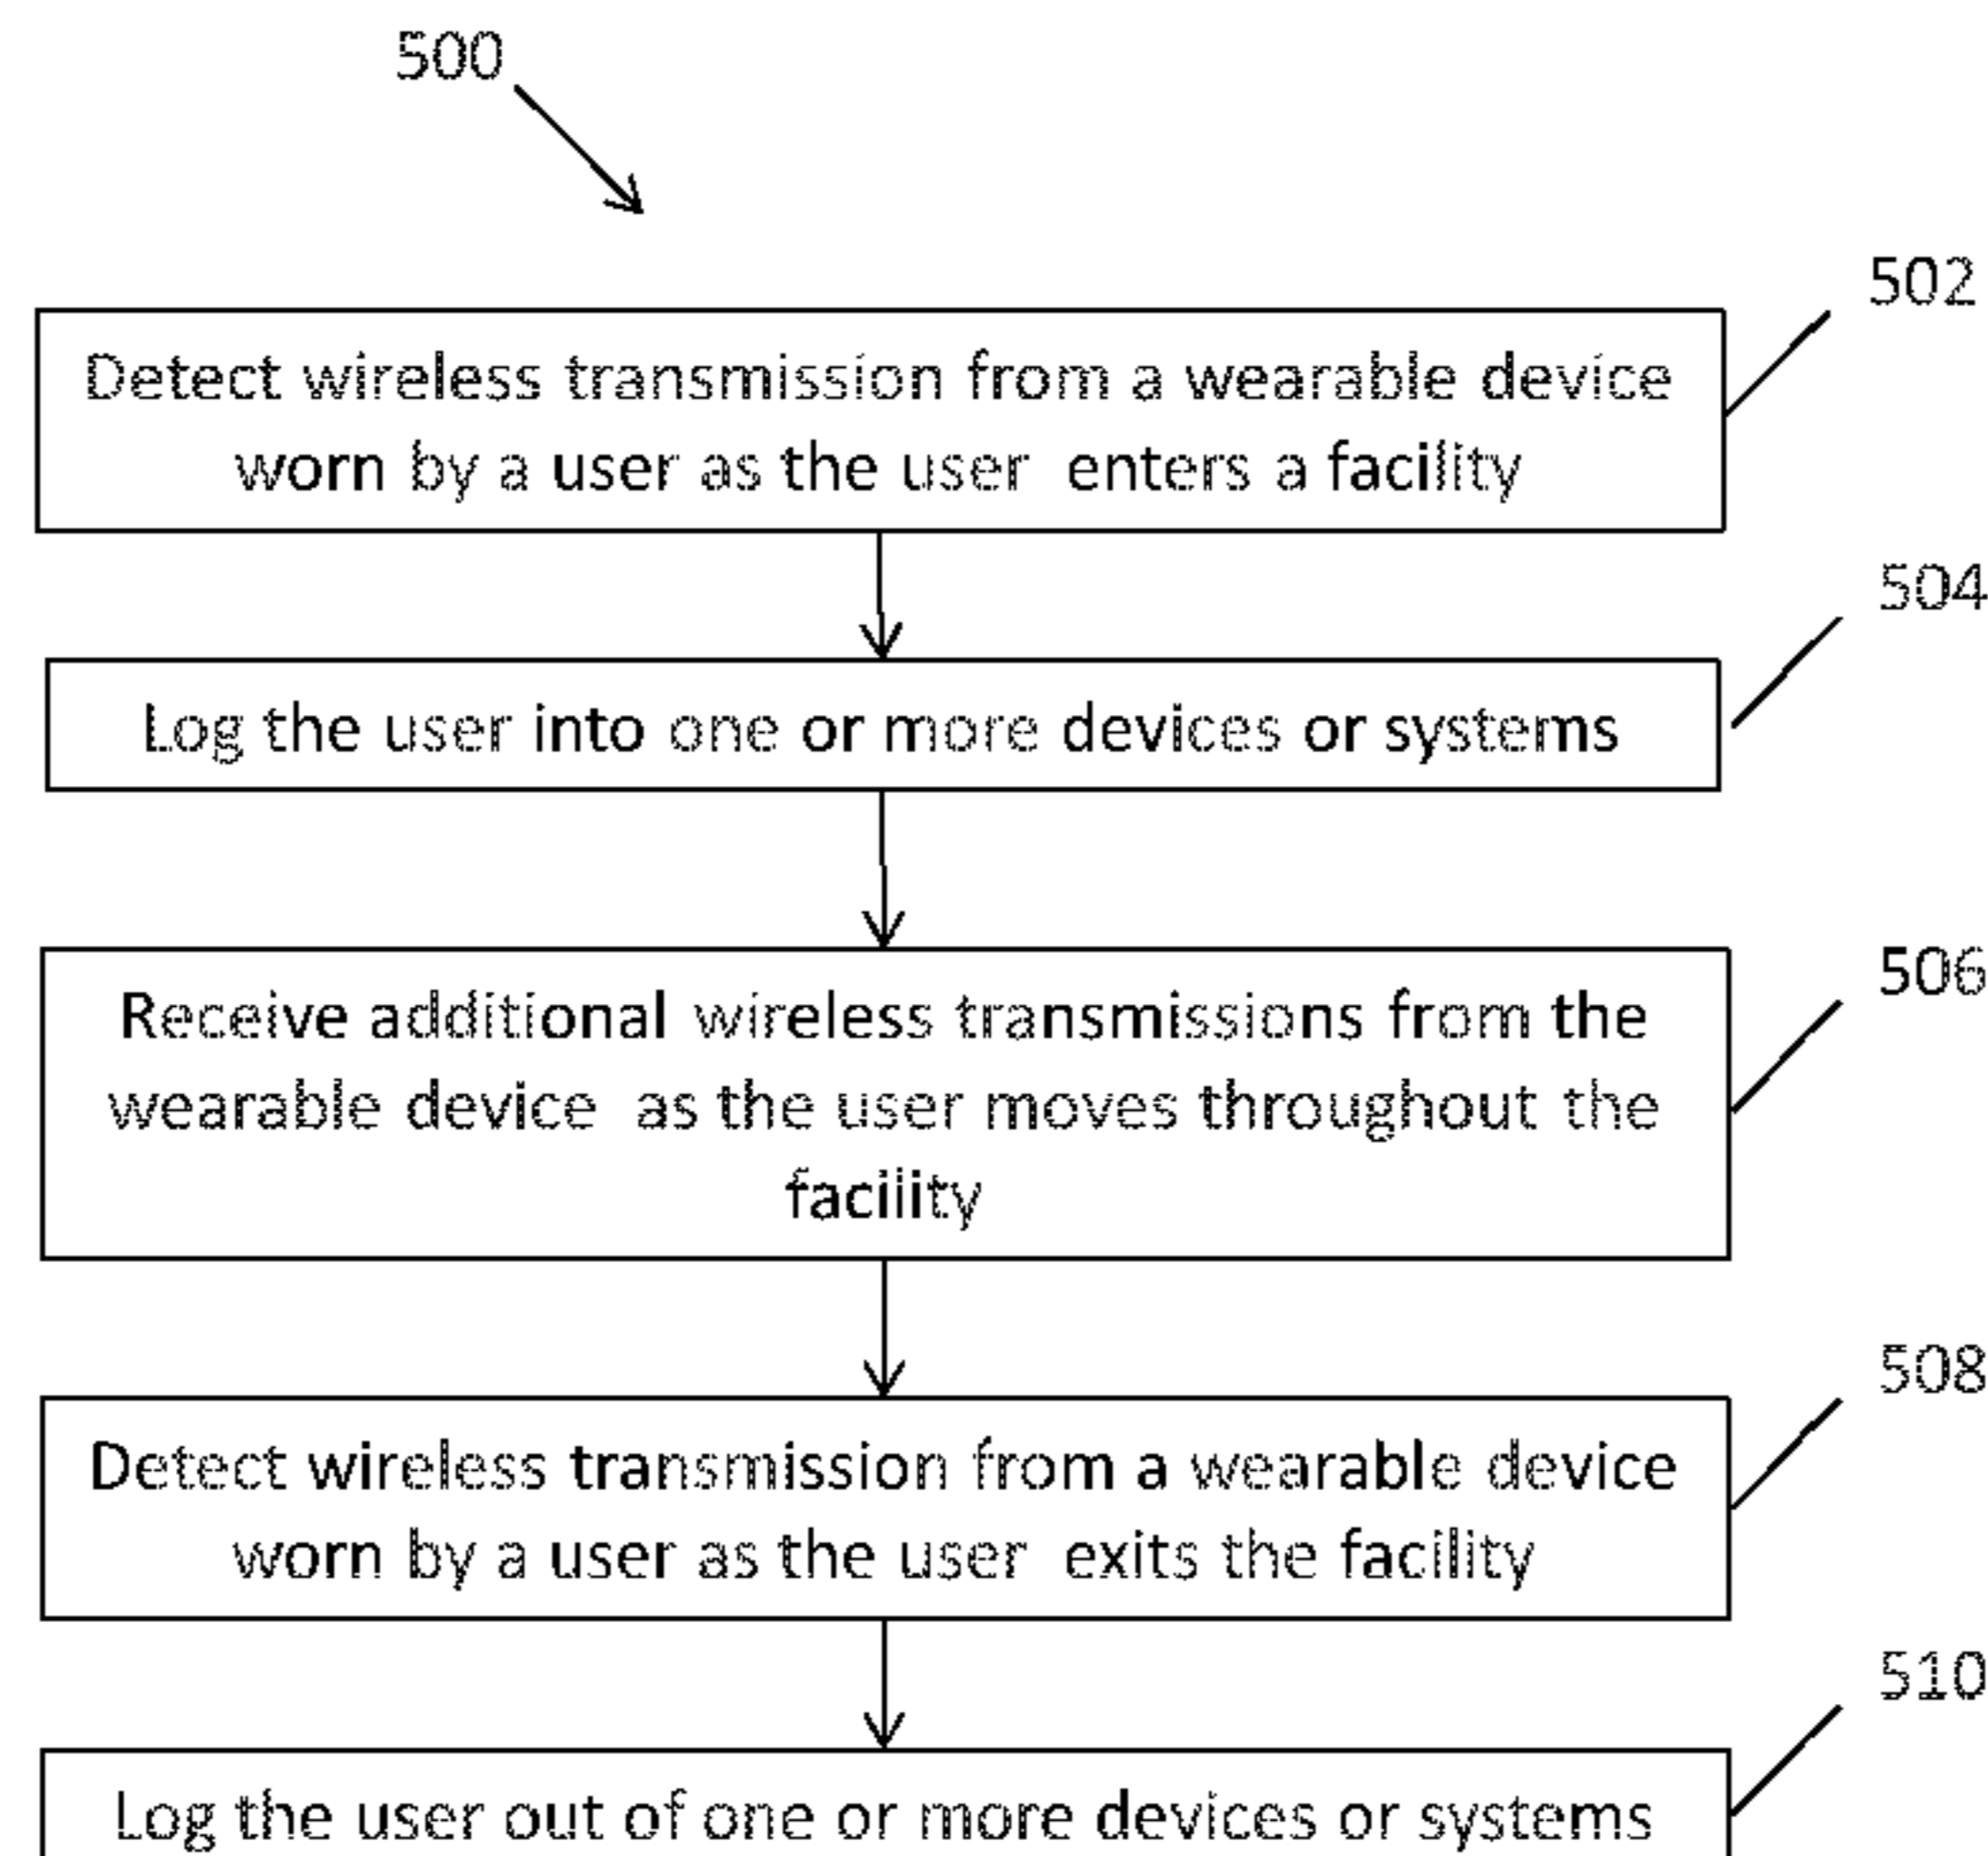 500
502
Detect wireless transmission from a wearable device
worn by a user as the user enters a facility
504
Log the user into one or more devices or systems
506
Receive additional wireless transmissions from the
wearable device as the user moves throughout the
facility
508
Detect wireless transmission from a wearable device
worn by a user as the user exits the facility
510
Log the user out of one or more devices or systems